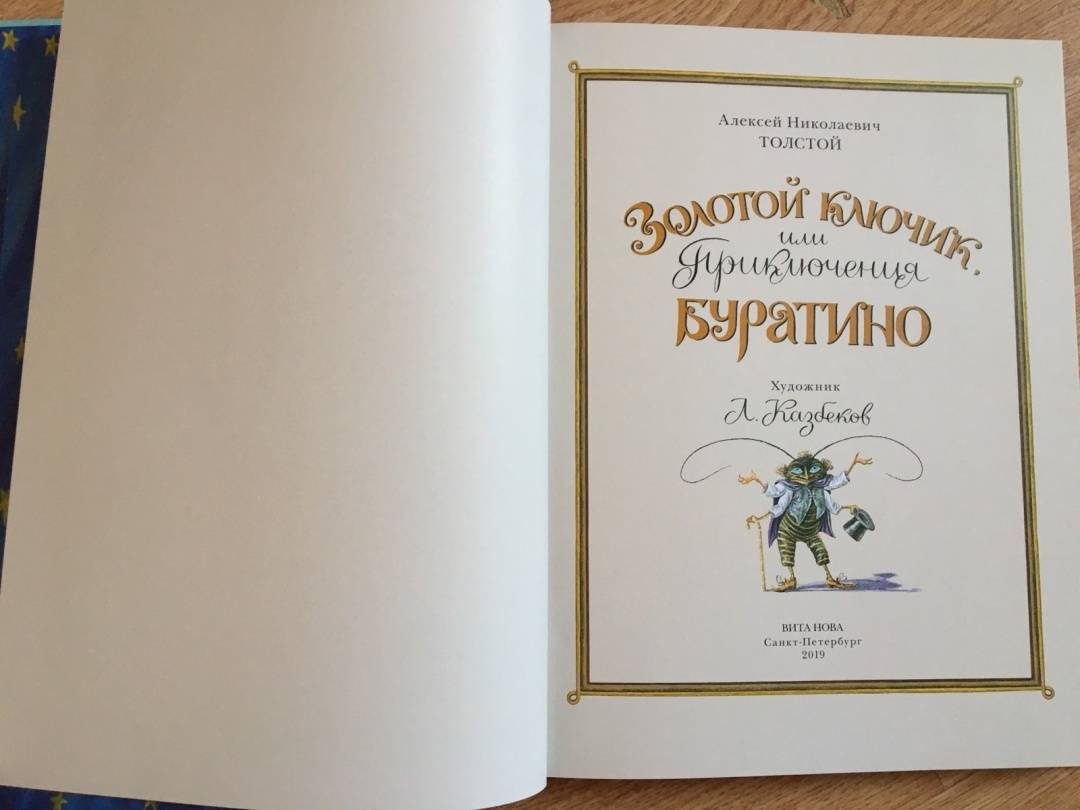 Алексей Николаевич
ТОЛСТОЙ
Золотой ключик,
или
Приключения
БУРАТИНО
Художник
Л. Казбеков
ВИТА НОВА
Санкт-Петербург
2019